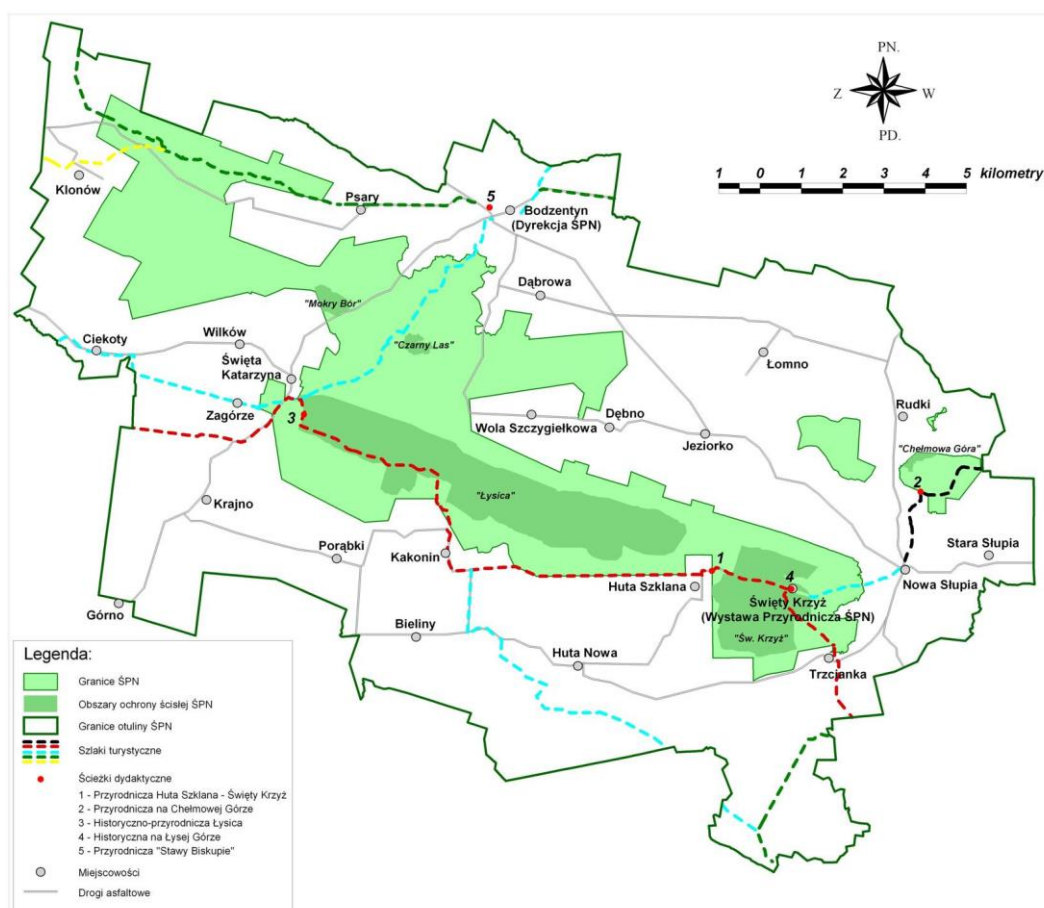 PN.
Z W
PD.
1 0 1 2 3 4 5 kilometry
Klonów
Psary
5
Bodzentyn
(Dyrekcja ŚPN)
Dąbrowa
"Mokry Bór"
"Czarny Las"
Ciekoty
Wilków
Święta
Katarzyna
Łomno
Zagórze
3
Wola Szczygiełkowa
Dębno
Jeziorko
Rudki
"Chełmowa Góra"
2
"Łysica"
Krajno
Porąbki
Kakonin
Stara Słupia
Nowa Słupia
1
Huta Szklana
4
Święty Krzyż
(Wystawa Przyrodnicza ŚPN)
"Św. Krzyż"
Górno
Bieliny
Huta Nowa
Trzcianka
Legenda:
Granice ŚPN
Obszary ochrony ścisłej ŚPN
Granice otuliny ŚPN
Szlaki turystyczne
Ścieżki dydaktyczne
1 - Przyrodnicza Huta Szklana - Święty Krzyż
2 - Przyrodnicza na Chełmowej Górze
3 - Historyczno-przyrodnicza Łysica
4 - Historyczna na Łysej Górze
5 - Przyrodnicza "Stawy Biskupie"
Miejscowości
Drogi asfaltowe